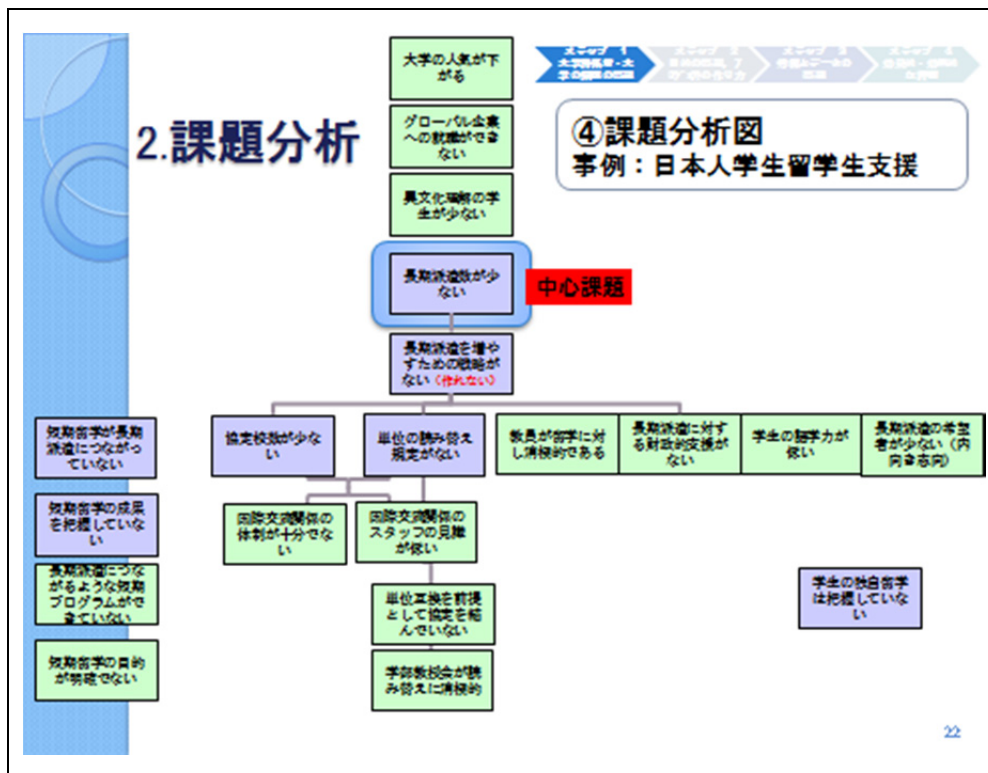 2.課題分析
④課題分析図
事例：日本人学生留学生支援
大学の人気が下
がる
グローバル企業
への就職ができ
ない
異文化理解の学
生が少ない
長期派遣数が少
ない
中心課題
長期派遣を増や
すための戦略が
ない（作れない）
短期留学が長期
派遣につながっ
ていない
協定校数が少な
い
単位の読み替え
規定がない
教員が留学に対
し消極的である
長期派遣に対す
る財政的支援が
ない
学生の語学力が
低い
長期派遣の希望
者が少ない（内
向き志向）
短期留学の成果
を把握していな
い
国際交流関係の
体制が十分でな
い
国際交流関係の
スタッフの見識
が低い
長期派遣につな
がるような短期
プログラムがで
きていない
単位互換を前提
として協定を結
んでいない
学生の独自留学
は把握していな
い
短期留学の目的
が明確でない
学部教授会が読
み替えに消極的
22